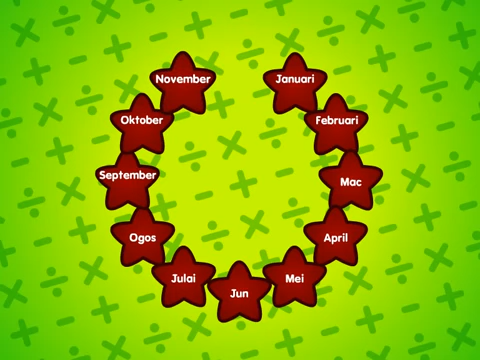 Januari
Februari
Mac
April
Mei
Jun
Julai
Ogos
September
Oktober
November